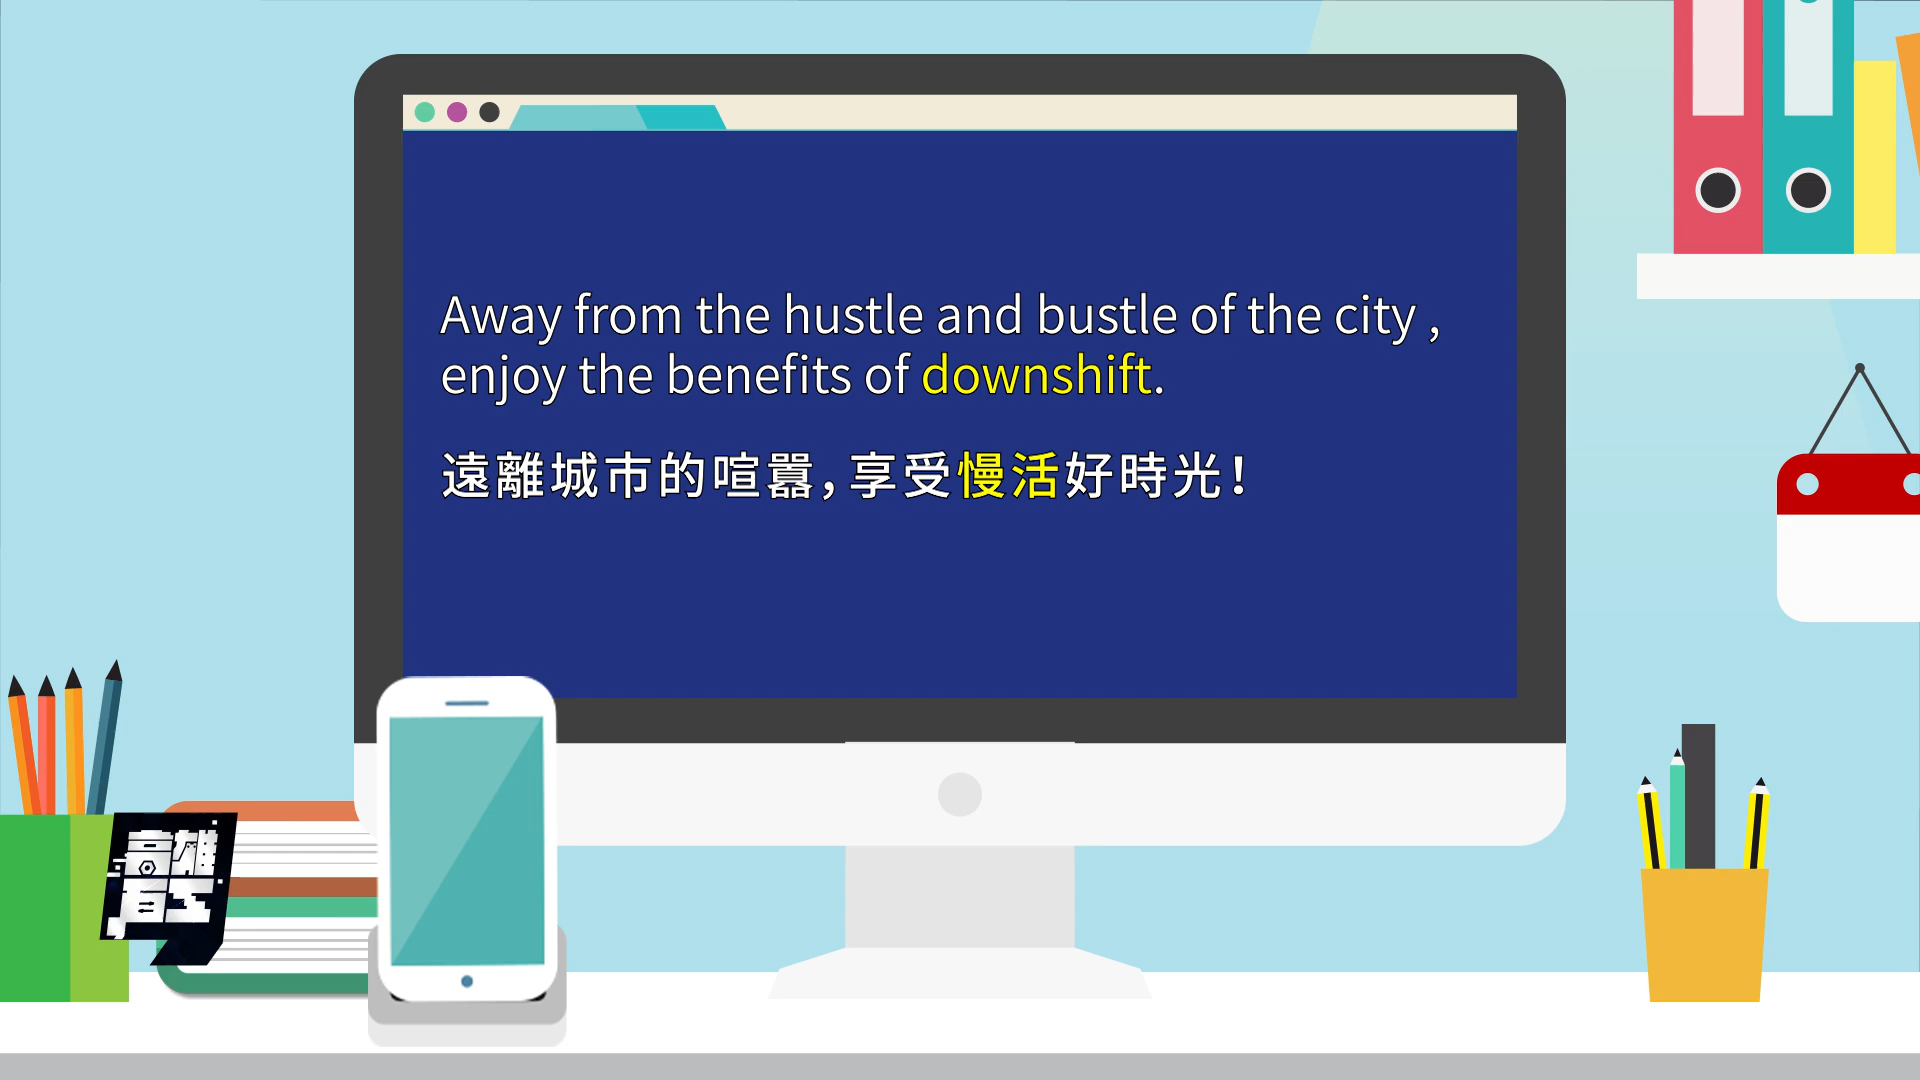 Away from the hustle and bustle of the city ,
enjoy the benefits of downshift.
遠離城市的喧囂，享受慢活好時光！
高雄